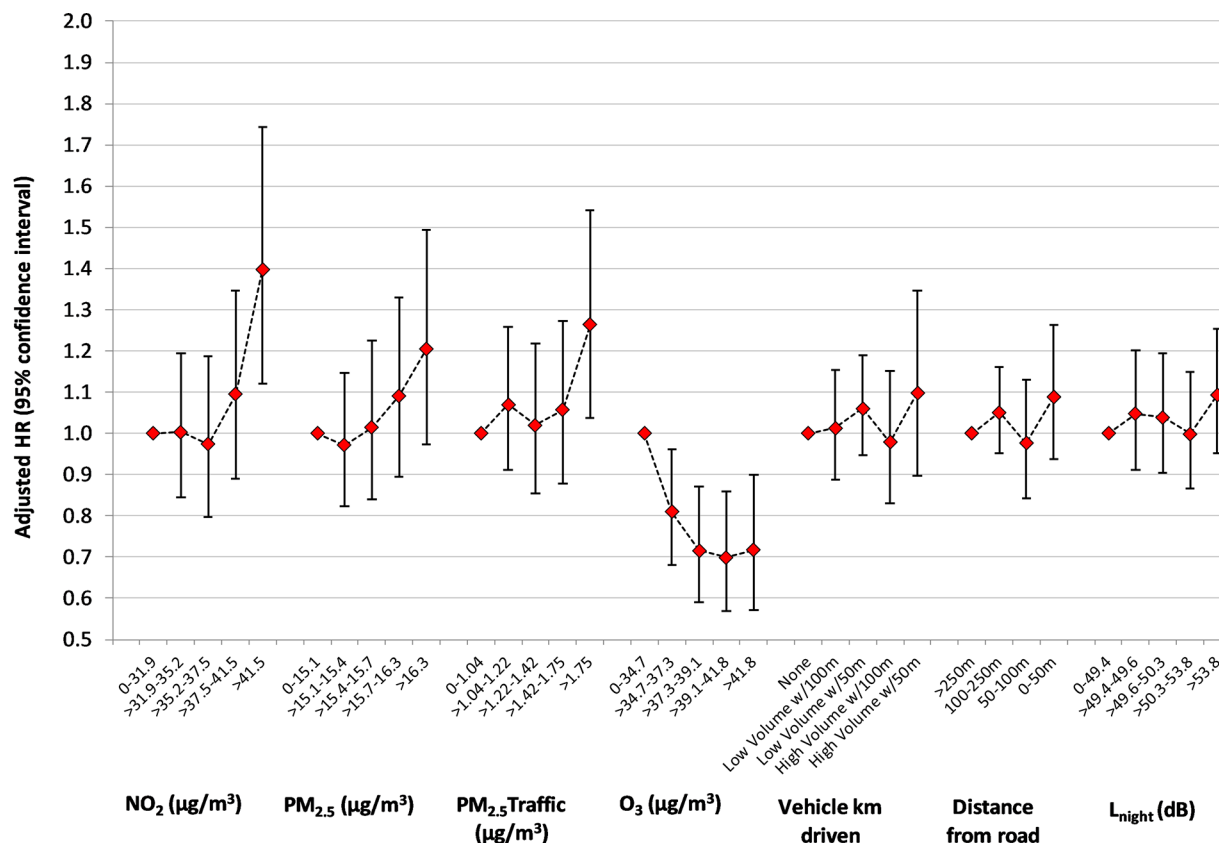 Adjusted HR (95% confidence interval)
2.0
1.9
1.8
1.7
1.6
1.5
1.4
1.3
1.2
1.1
1.0
0.9
0.8
0.7
0.6
0.5
0-31.9
>31.9-35.2
>35.2-37.5
>37.5-41.5
>41.5
0-15.1
>15.1-15.4
>15.4-15.7
>15.7-16.3
>16.3
0-1.04
>1.04-1.22
>1.22-1.42
>1.42-1.75
>1.75
0-34.7
>34.7-37.3
>37.3-39.1
>39.1-41.8
>41.8
None
Low Volume w/100m
Low Volume w/50m
High Volume w/100m
High Volume w/50m
>250m
100-250m
50-100m
0-50m
0-49.4
>49.4-49.6
>49.6-50.3
>50.3-53.8
>53.8
NO₂ (μg/m³)
PM₂.₅ (μg/m³)
PM₂.₅Traffic
(μg/m³)
O₃ (μg/m³)
Vehicle km
driven
Distance
from road
Lnight (dB)